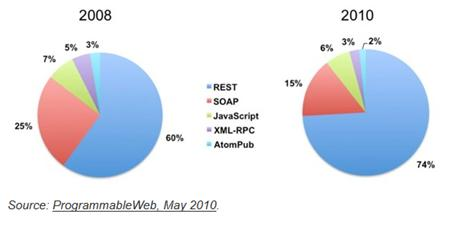 2008
2010
3%
5%
7%
25%
60%
REST
SOAP
JavaScript
XML-RPC
AtomPub
2%
3%
6%
15%
74%
Source: ProgrammableWeb, May 2010.